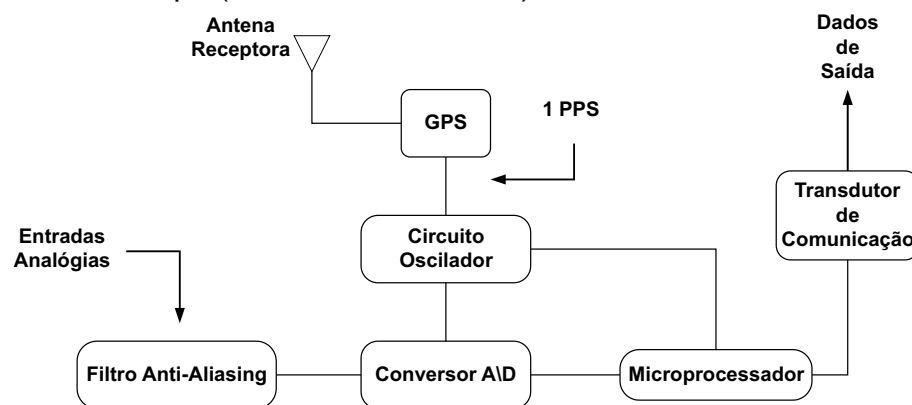 Antena
Receptora
GPS
1 PPS
Dados
de
Saída
Transdutor
de
Comunicação
Circuito
Oscilador
Entradas
Analógias
Filtro Anti-Aliasing
Conversor A\D
Microprocessador